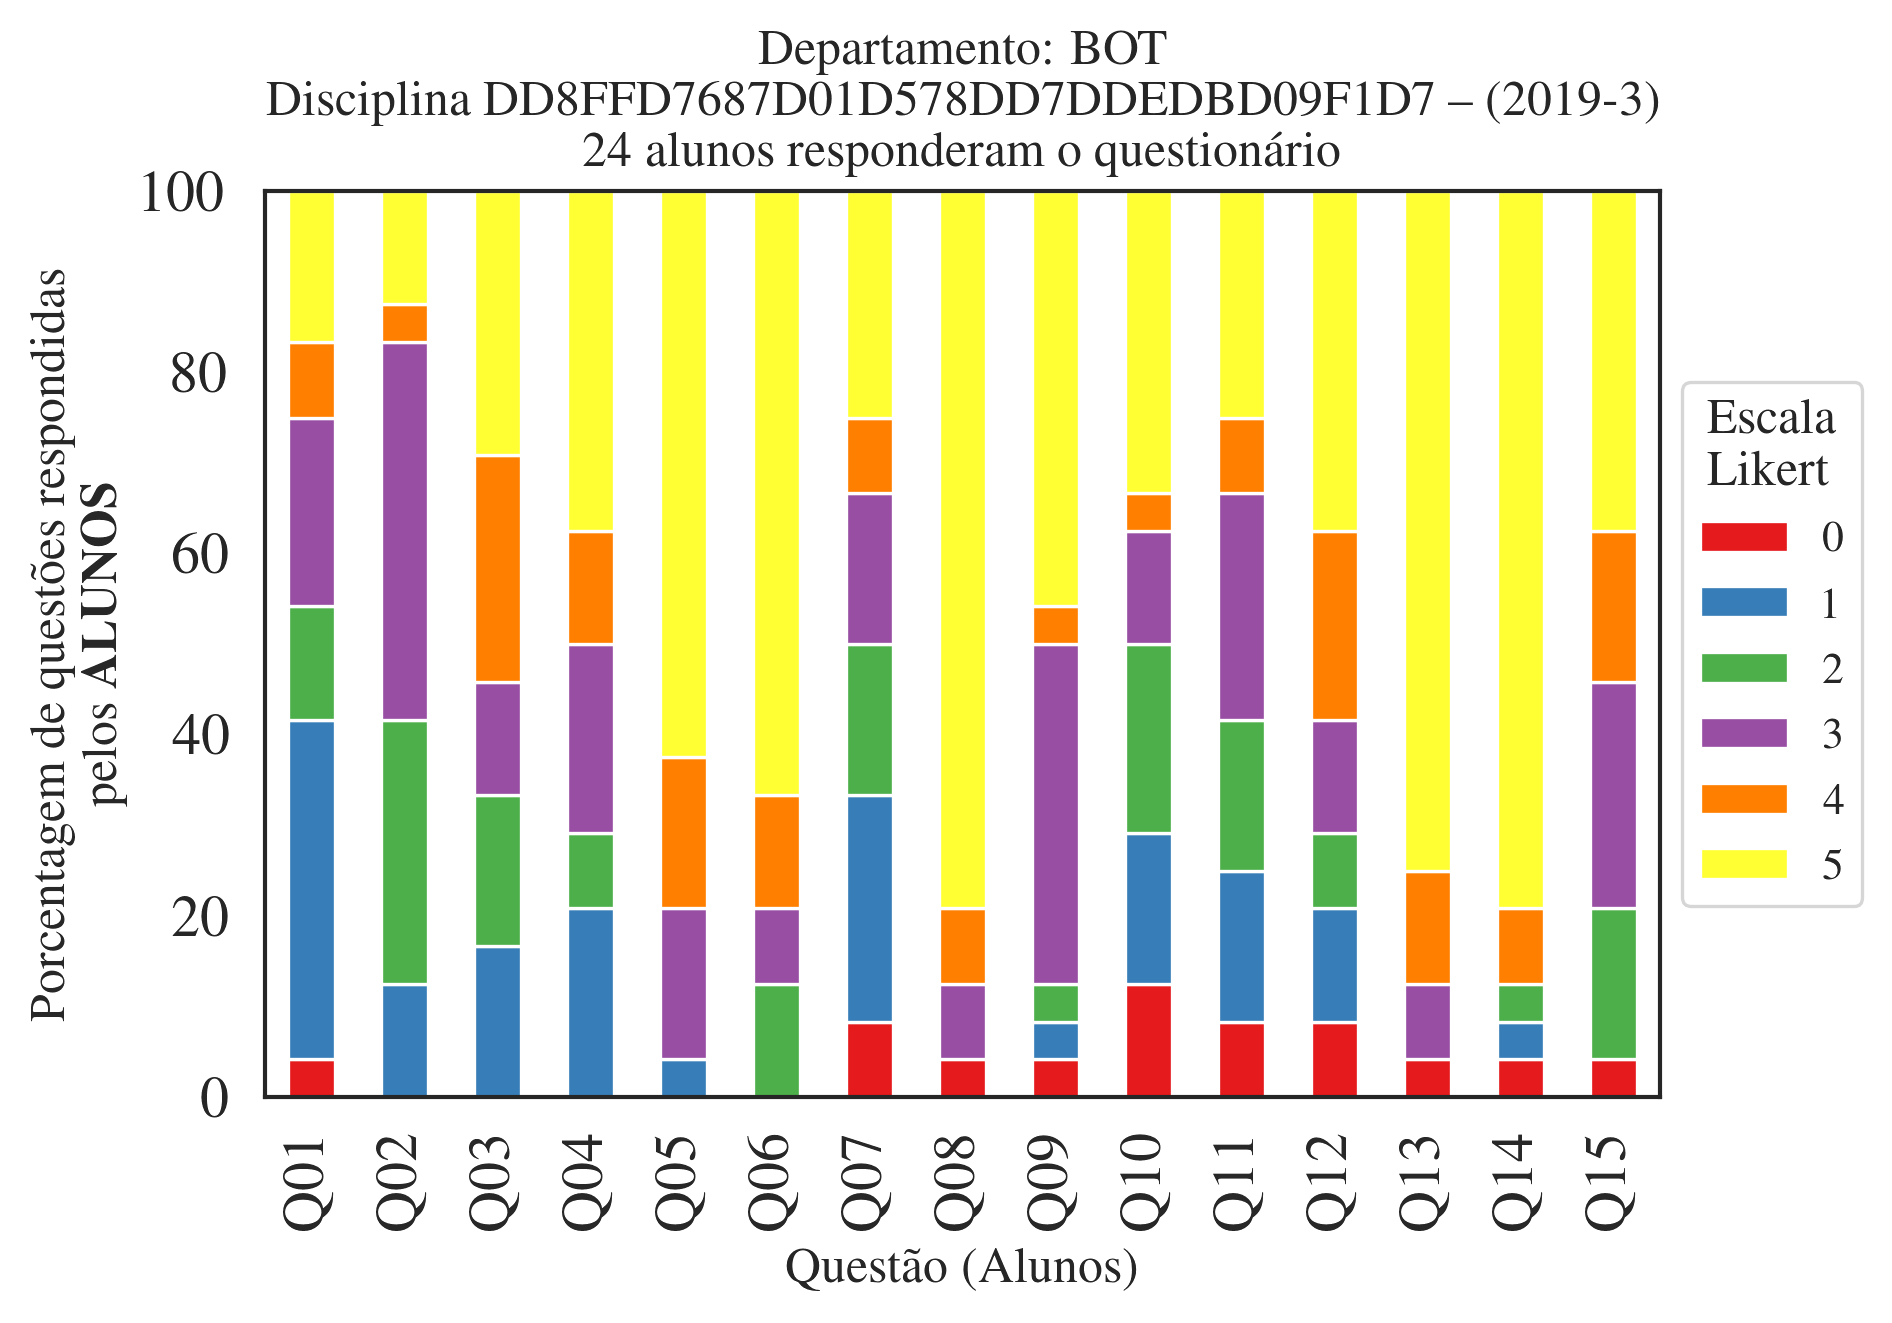 Departamento: BOT
Disciplina DD8FFD7687D01D578DD7DDEDBD09F1D7 – (2019-3)
24 alunos responderam o questionário
Porcentagem de questões respondidas
pelos ALUNOS
100
80
60
40
20
0
Q01
Q02
Q03
Q04
Q05
Q06
Q07
Q08
Q09
Q10
Q11
Q12
Q13
Q14
Q15
Questão (Alunos)
Escala
Likert
0
1
2
3
4
5